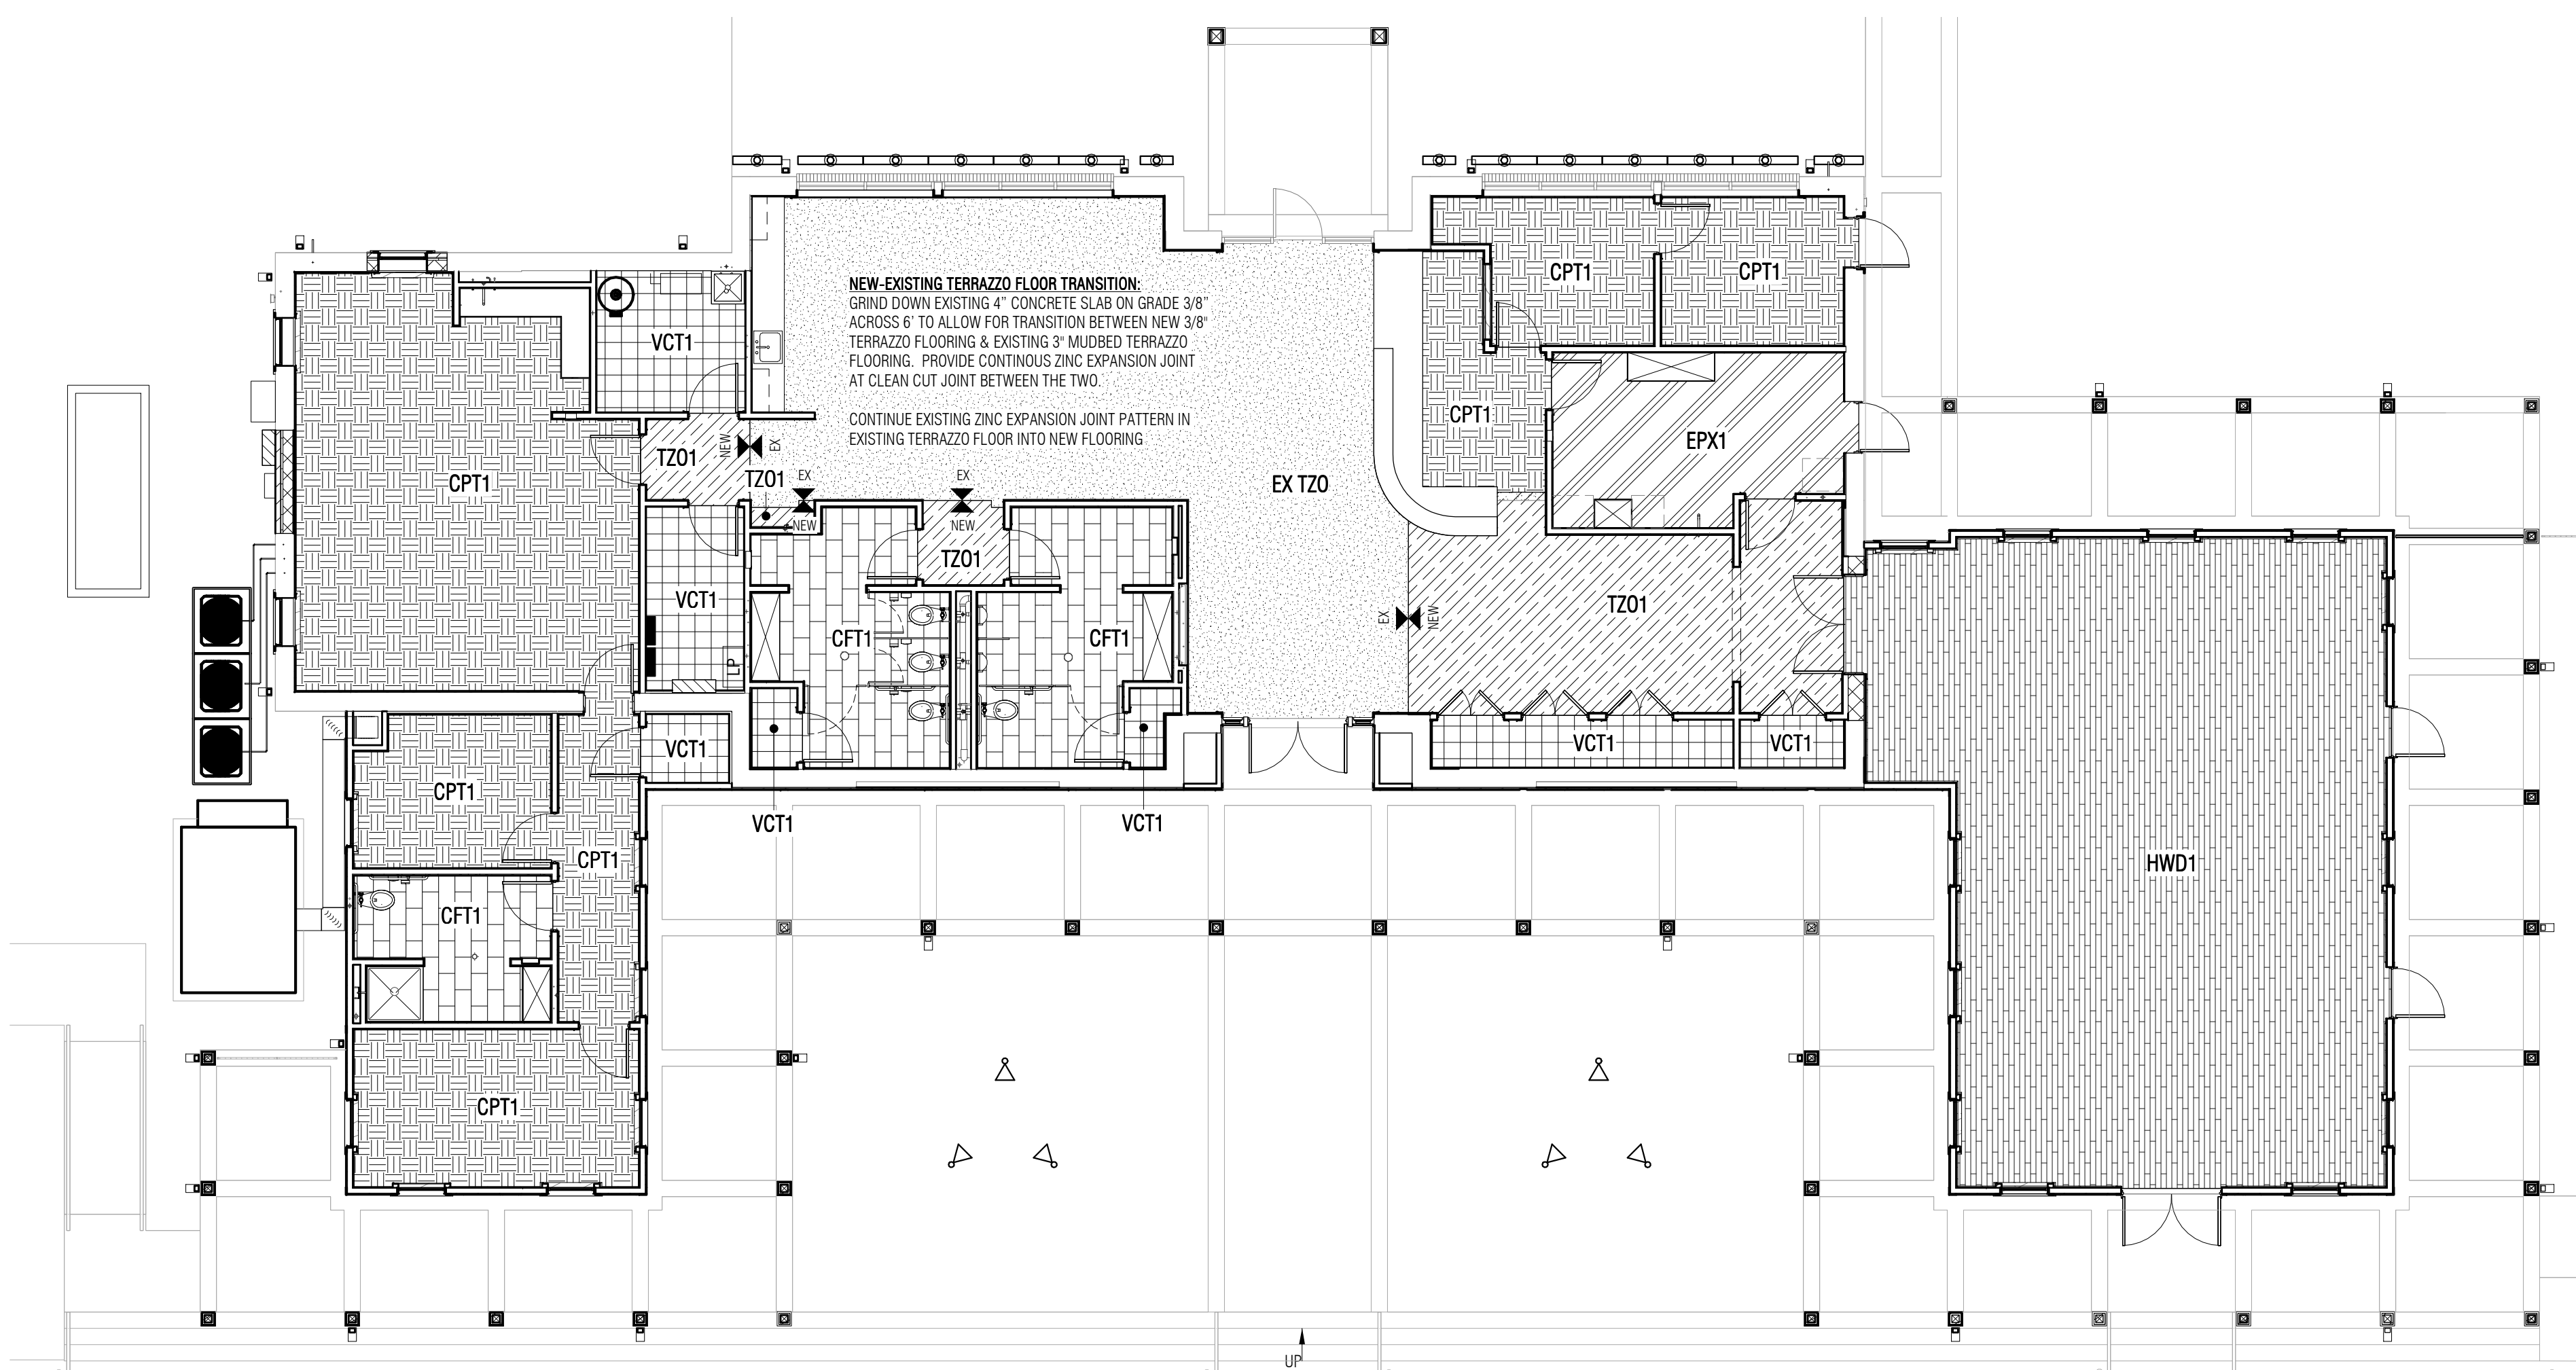 NEW-EXISTING TERRAZZO FLOOR TRANSITION:
GRIND DOWN EXISTING 4” CONCRETE SLAB ON GRADE 3/8”
ACROSS 6’ TO ALLOW FOR TRANSITION BETWEEN NEW 3/8"
TERRAZZO FLOORING & EXISTING 3" MUDBED TERRAZZO
FLOORING. PROVIDE CONTINOUS ZINC EXPANSION JOINT
AT CLEAN CUT JOINT BETWEEN THE TWO.
CONTINUE EXISTING ZINC EXPANSION JOINT PATTERN IN
EXISTING TERRAZZO FLOOR INTO NEW FLOORING
CPT1
CPT1
VCT1
CPT1
EPX1
NEW
EX
TZO1
TZO1
EX
EX
CPT1
EX TZO
NEW
NEW
TZO1
VCT1
TZO1
EX
NEW
CFT1
CFT1
LP
VCT1
VCT1
VCT1
CPT1
VCT1
VCT1
CPT1
HWD1
CFT1
CPT1
UP